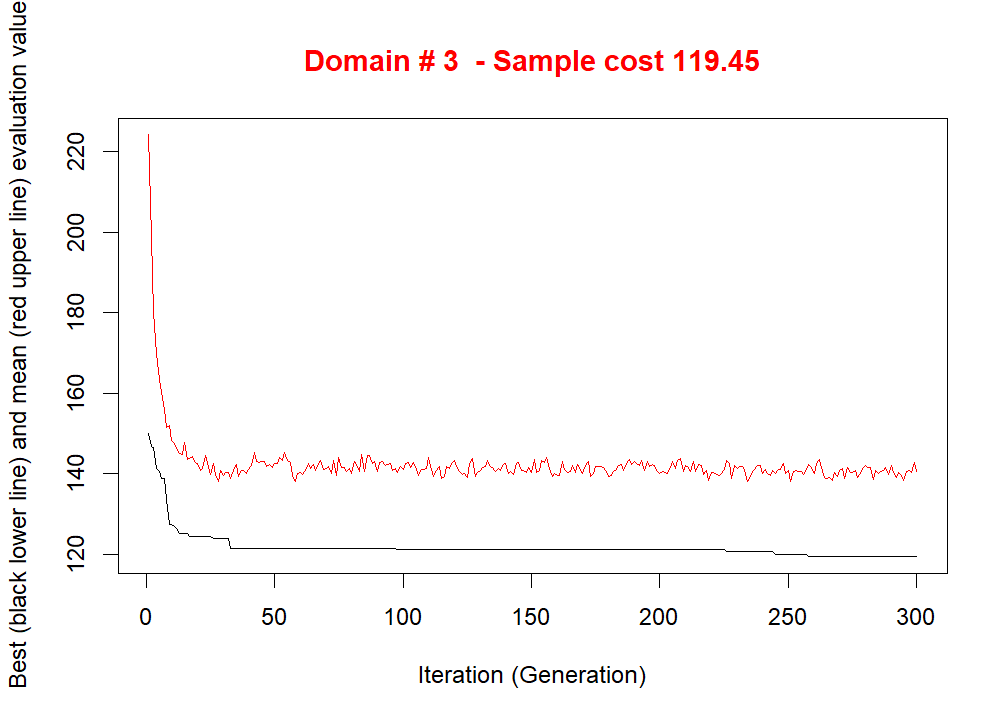 Domain # 3  - Sample cost 119.45
Best (black lower line) and mean (red upper line) evaluation value
220
200
180
160
140
120
0 50 100 150 200 250 300
Iteration (Generation)